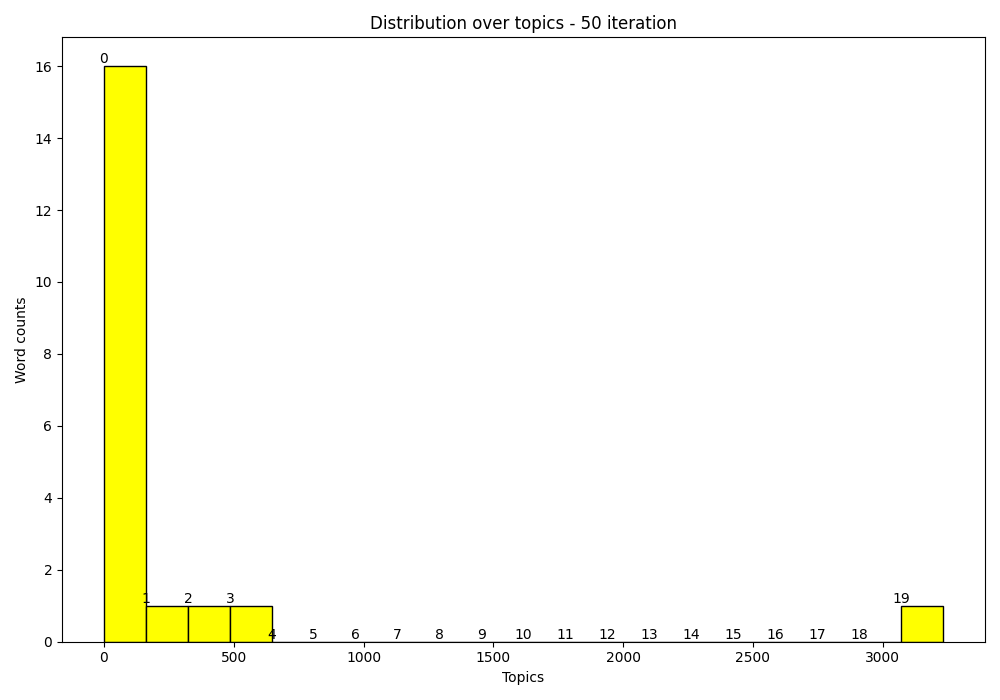 Distribution over topics - 50 iteration
16
14
12
10
8
6
4
2
0
Word counts
0
1 2 3
4 5 6 7 8 9 10 11 12 13 14 15 16 17 18
19
0 500 1000 1500 2000 2500 3000
Topics